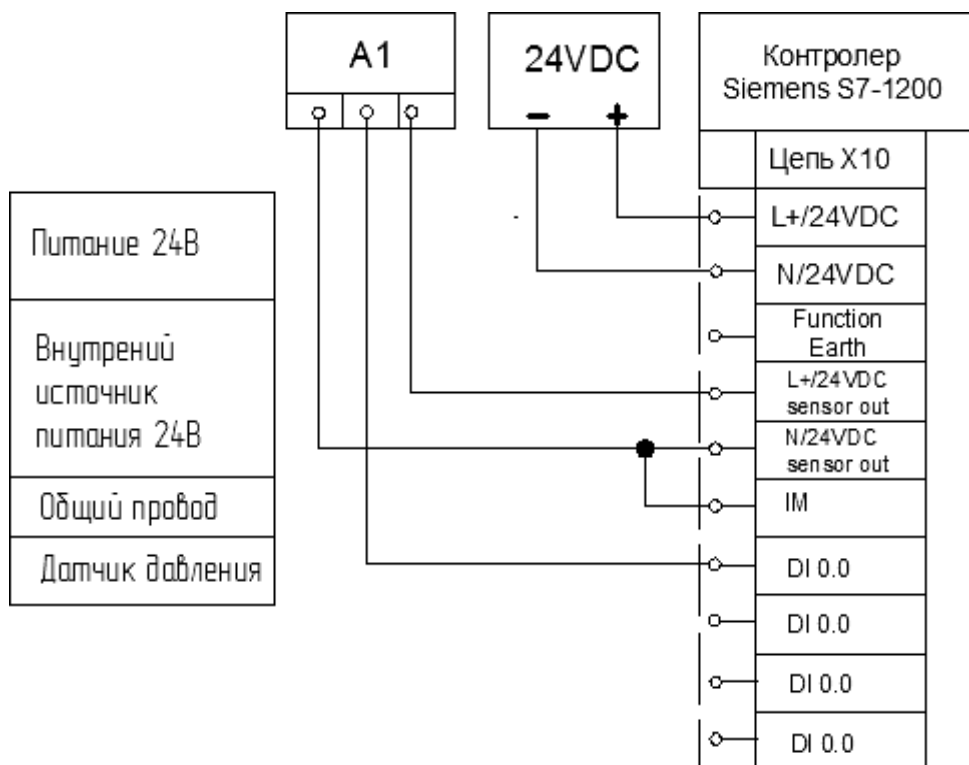 A1
24VDC
- +
Контролер
Siemens S7-1200
Цепь X10
L+/24VDC
N/24VDC
Function
Earth
L+/24VDC
sensor out
N/24VDC
sensor out
IM
DI 0.0
DI 0.0
DI 0.0
DI 0.0
Питание 24В
Внутрений
источник
питания 24В
Общий провод
Датчик давления